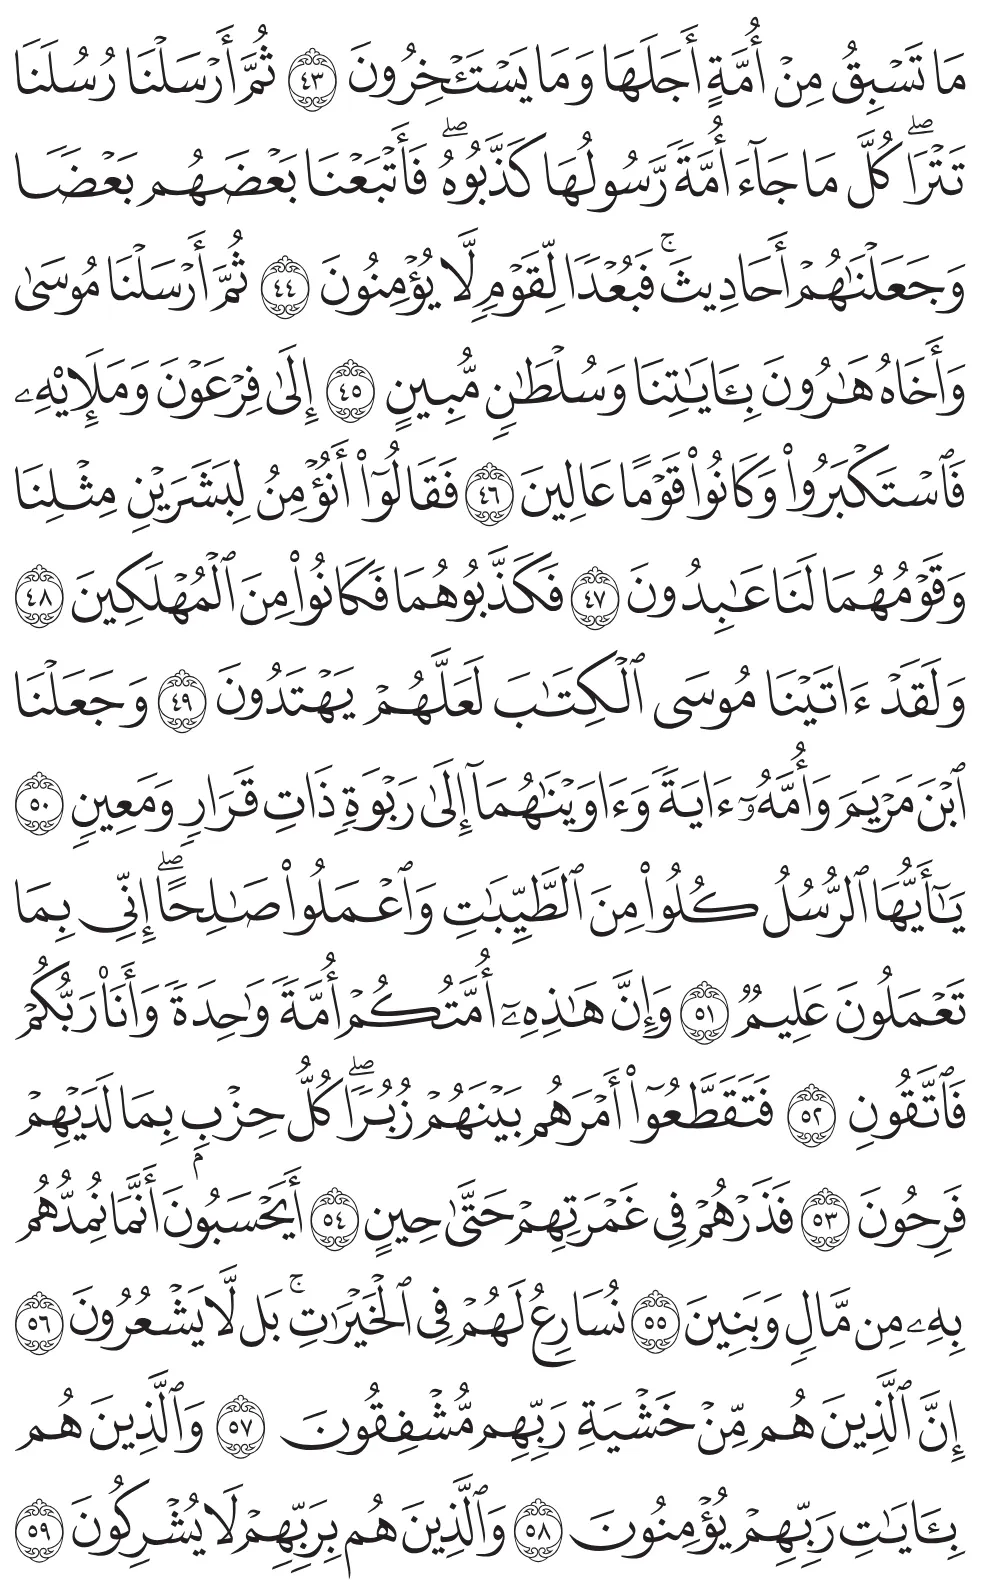 مَا تَسۡبِقُ مِنۡ أُمَّةٍ أَجَلَهَا وَمَا يَسۡتَـٔۡخِرُونَ ٤٣ ثُمَّ أَرۡسَلۡنَا رُسُلَنَا
تَتۡرَاۖ كُلَّ مَا جَآءَ أُمَّةٗ رَّسُولُهَا كَذَّبُوهُۖ فَأَتۡبَعۡنَا بَعۡضَهُم بَعۡضٗا
وَجَعَلۡنَٰهُمۡ أَحَادِيثَۚ فَبُعۡدٗا لِّقَوۡمٖ لَّا يُؤۡمِنُونَ ٤٤ ثُمَّ أَرۡسَلۡنَا مُوسَىٰ
وَأَخَاهُ هَٰرُونَ بِـَٔايَٰتِنَا وَسُلۡطَٰنٖ مُّبِينٍ ٤٥ إِلَىٰ فِرۡعَوۡنَ وَمَلَإِيْهِۦ
فَٱسۡتَكۡبَرُواْ وَكَانُواْ قَوۡمًا عَالِينَ ٤٦ فَقَالُوٓاْ أَنُؤۡمِنُ لِبَشَرَيۡنِ مِثۡلِنَا
وَقَوۡمُهُمَا لَنَا عَٰبِدُونَ ٤٧ فَكَذَّبُوهُمَا فَكَانُواْ مِنَ ٱلۡمُهۡلَكِينَ ٤٨
وَلَقَدۡ ءَاتَيۡنَا مُوسَى ٱلۡكِتَٰبَ لَعَلَّهُمۡ يَهۡتَدُونَ ٤٩ وَجَعَلۡنَا
ٱبۡنَ مَرۡيَمَ وَأُمَّهُۥٓ ءَايَةٗ وَءَاوَيۡنَٰهُمَآ إِلَىٰ رَبۡوَةٖ ذَاتِ قَرَارٖ وَمَعِينٖ ٥٠
يَٰٓأَيُّهَا ٱلرُّسُلُ كُلُواْ مِنَ ٱلطَّيِّبَٰتِ وَٱعۡمَلُواْ صَٰلِحًاۖ إِنِّي بِمَا
تَعۡمَلُونَ عَلِيمٞ ٥١ وَإِنَّ هَٰذِهِۦٓ أُمَّتُكُمۡ أُمَّةٗ وَٰحِدَةٗ وَأَنَا۠ رَبُّكُمۡ
فَٱتَّقُونِ ٥٢ فَتَقَطَّعُوٓاْ أَمۡرَهُم بَيۡنَهُمۡ زُبُرٗاۖ كُلُّ حِزۡبِۭ بِمَا لَدَيۡهِمۡ
فَرِحُونَ ٥٣ فَذَرۡهُمۡ فِي غَمۡرَتِهِمۡ حَتَّىٰ حِينٍ ٥٤ أَيَحۡسَبُونَ أَنَّمَا نُمِدُّهُم
بِهِۦ مِن مَّالٖ وَبَنِينَ ٥٥ نُسَارِعُ لَهُمۡ فِي ٱلۡخَيۡرَٰتِۚ بَل لَّا يَشۡعُرُونَ ٥٦
إِنَّ ٱلَّذِينَ هُم مِّنۡ خَشۡيَةِ رَبِّهِم مُّشۡفِقُونَ ٥٧ وَٱلَّذِينَ هُم
بِـَٔايَٰتِ رَبِّهِمۡ يُؤۡمِنُونَ ٥٨ وَٱلَّذِينَ هُم بِرَبِّهِمۡ لَا يُشۡرِكُونَ ٥٩